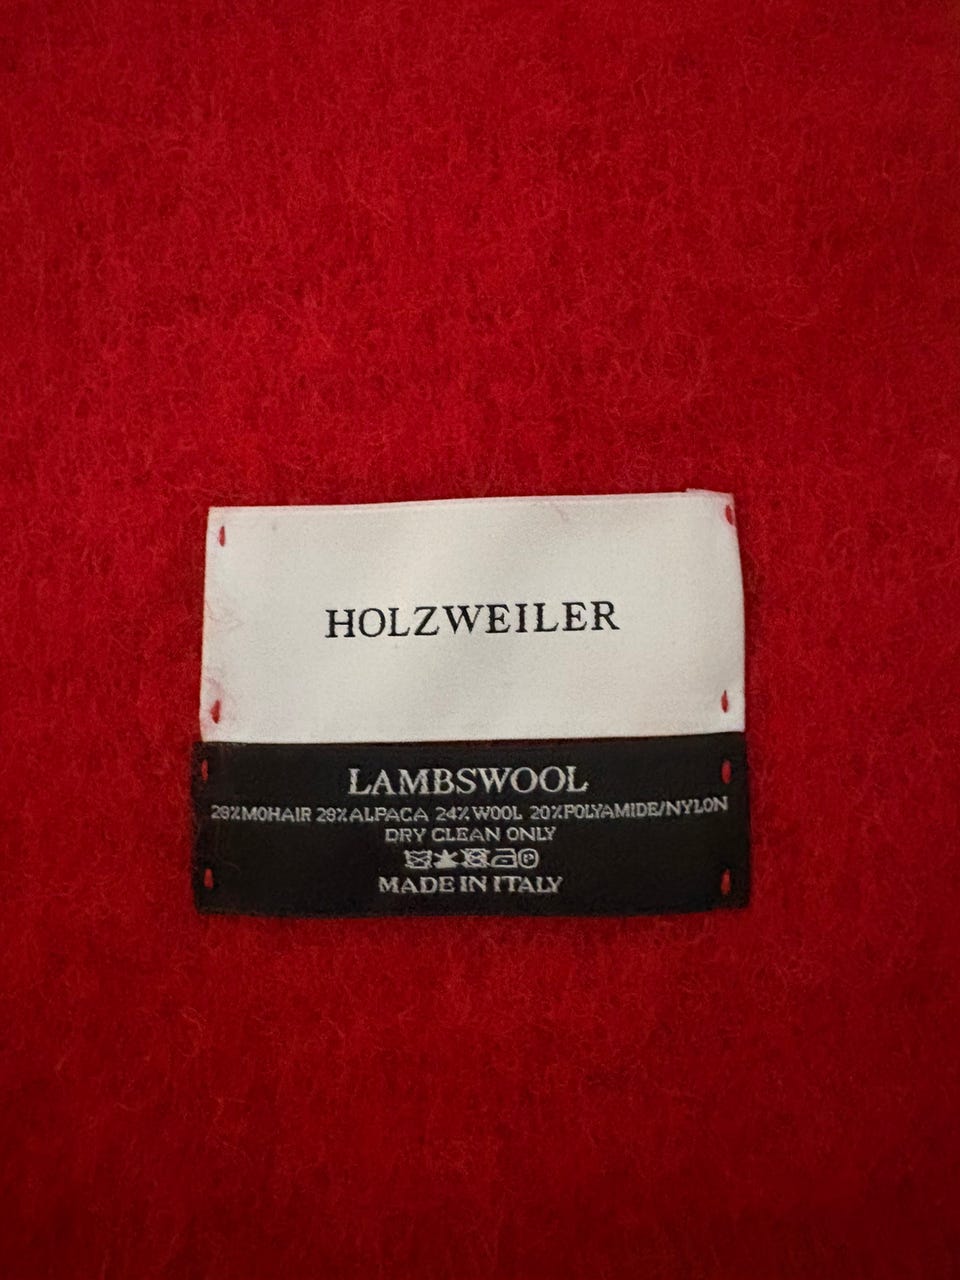 HOLZWEILER
LAMBSWOOL
28%MOHAIR 28%ALPACA 24%WOOL 20%POLYAMIDE/NYLON
DRY CLEAN ONLY
P
MADE IN ITALY